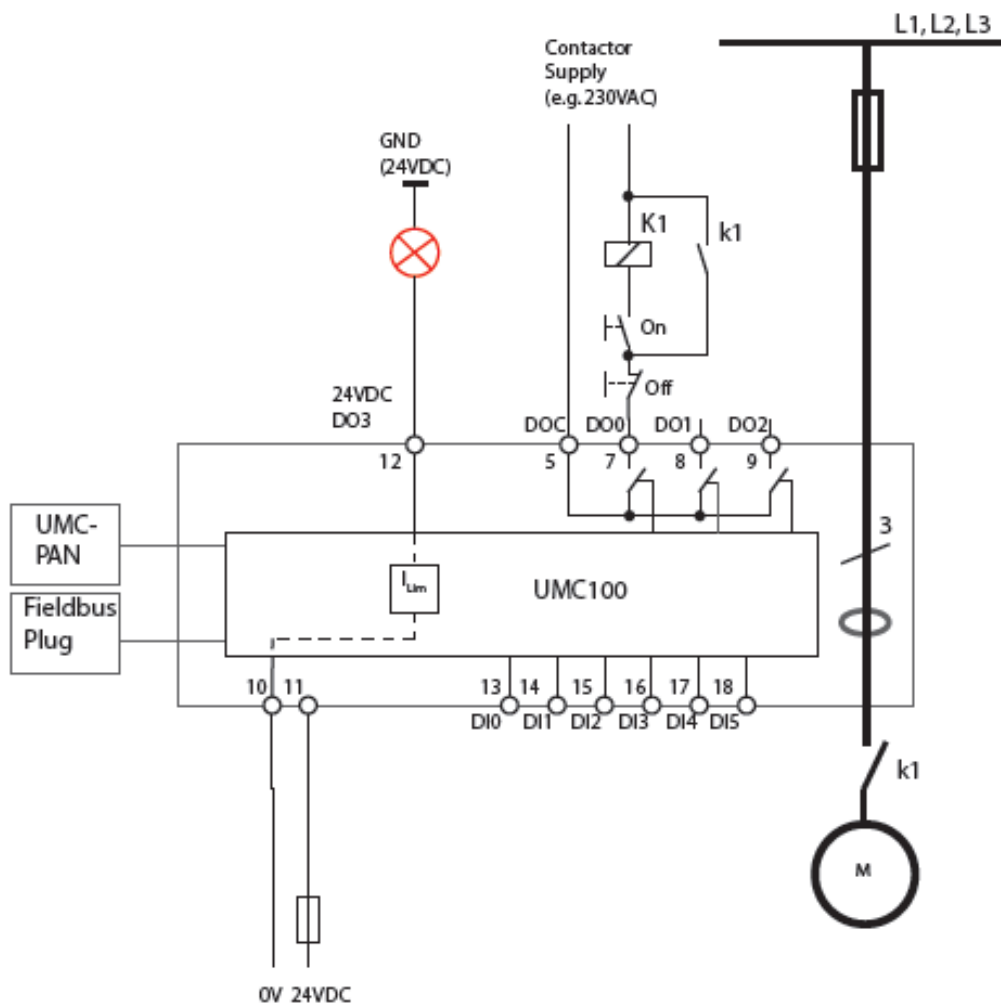 L1, L2, L3
Contactor
Supply
(e.g. 230VAC)
GND
(24VDC)
K1
k1
On
Off
24VDC
DO3
DOC
DO0
DO1
DO2
12
5
7
8
9
UMC-
PAN
3
ILim
UMC100
Fieldbus
Plug
10
11
13
14
15
16
17
18
DI0
DI1
DI2
DI3
DI4
DI5
k1
M
0V
24VDC